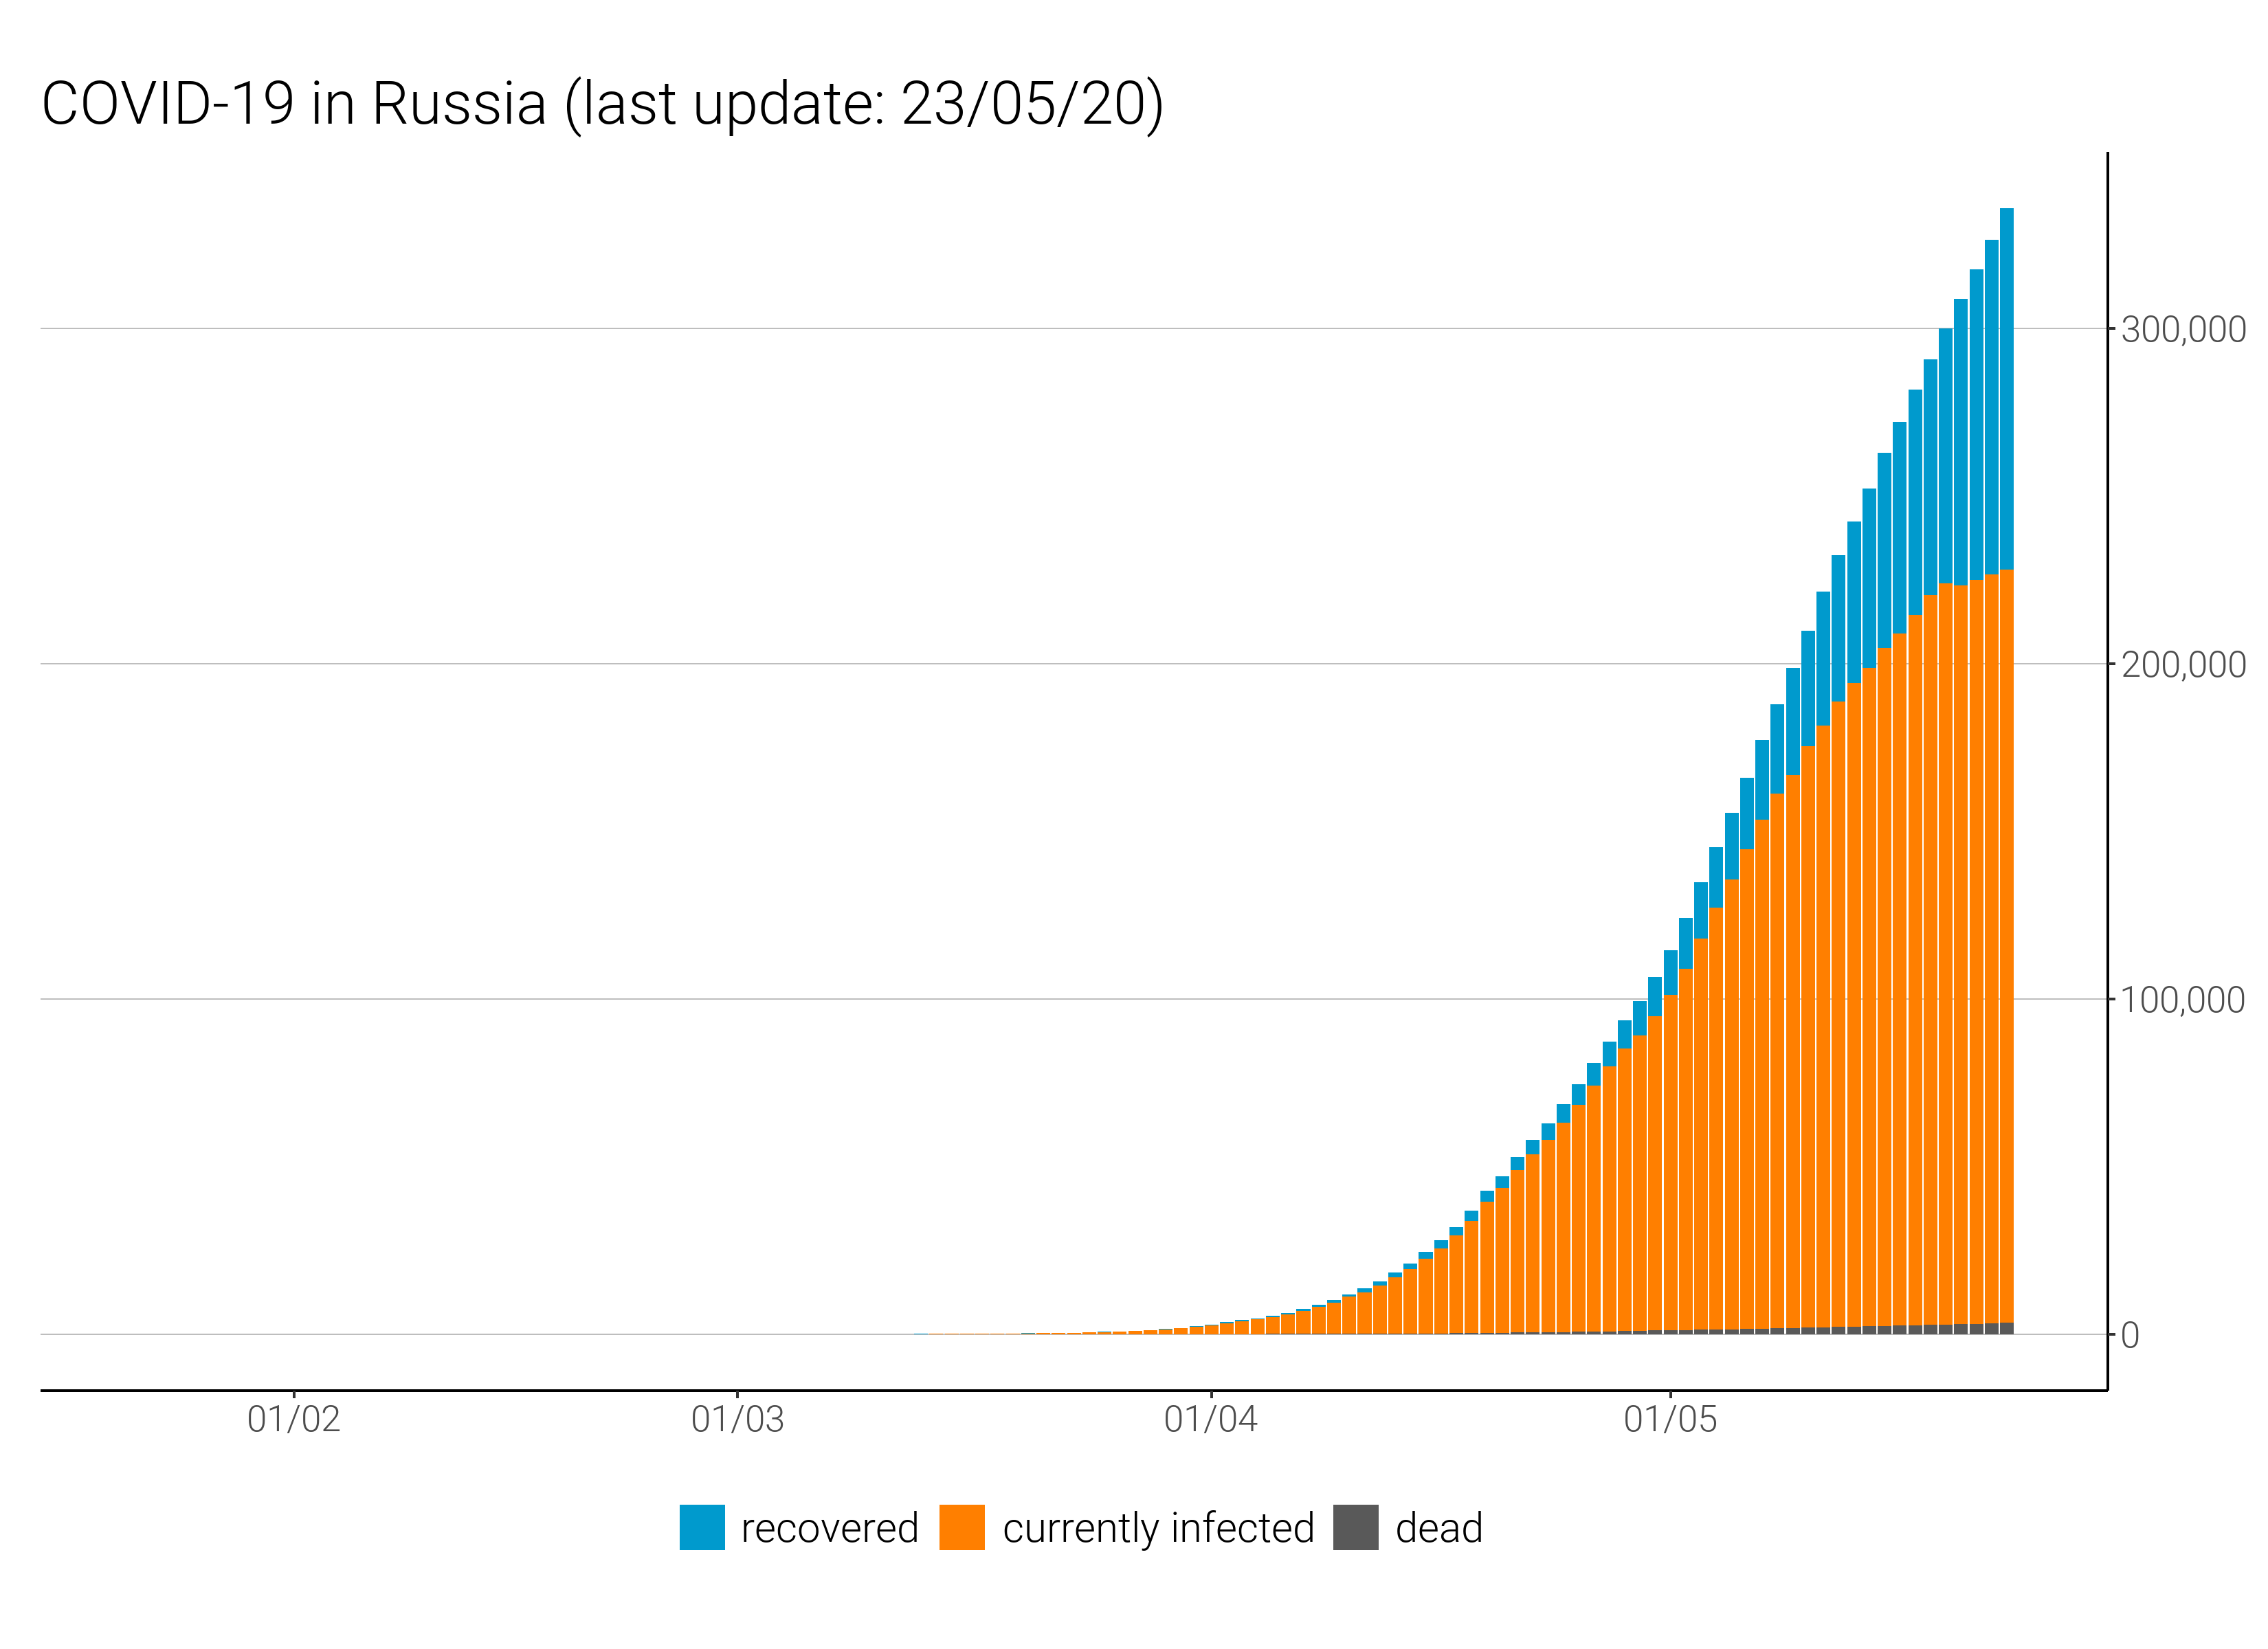 COVID-19 in Russia (last update: 23/05/20)
300,000
200,000
100,000
0
01/02 01/03 01/04 01/05
recovered currently infected dead